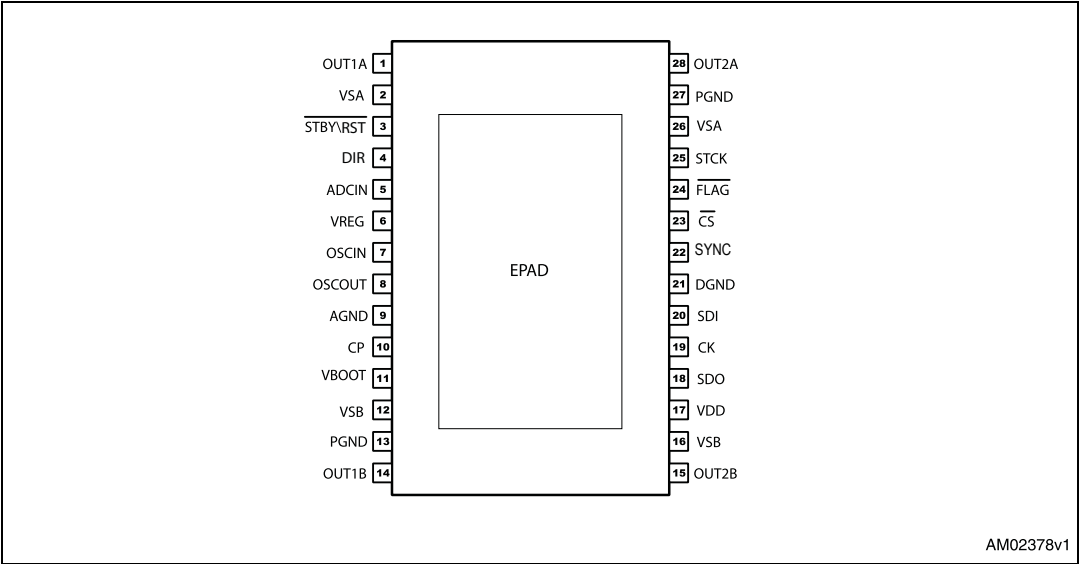 OUT1A 1 28 OUT2A
VSA 2 27 PGND
STBY\RST 3 26 VSA
DIR 4 25 STCK
ADCIN 5 24 FLAG
VREG 6 23 CS
OSCIN 7 22 SYNC
OSCOUT 8 21 DGND
EPAD
AGND 9 20 SDI
CP 10 19 CK
VBOOT 11 18 SDO
VSB 12 17 VDD
PGND 13 16 VSB
OUT1B 14 15 OUT2B
AM02378v1